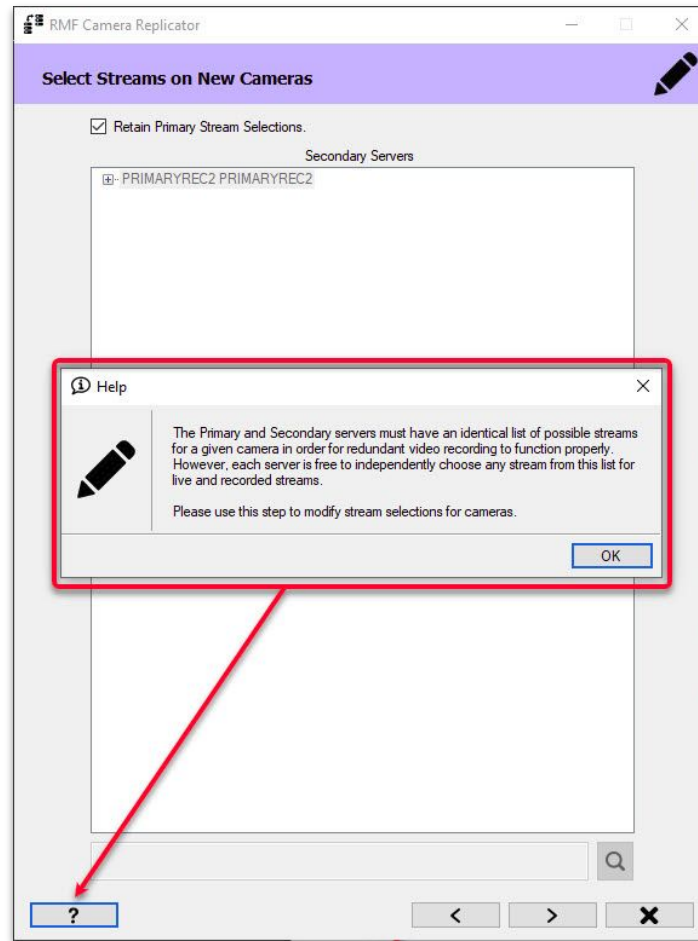 RMF Camera Replicator
Select Streams on New Cameras
Retain Primary Stream Selections.
Secondary Servers
PRIMARYREC2 PRIMARYREC2
Help
The Primary and Secondary servers must have an identical list of possible streams
for a given camera in order for redundant video recording to function properly.
However, each server is free to independently choose any stream from this list for
live and recorded streams.
Please use this step to modify stream selections for cameras.
OK
?
<
>